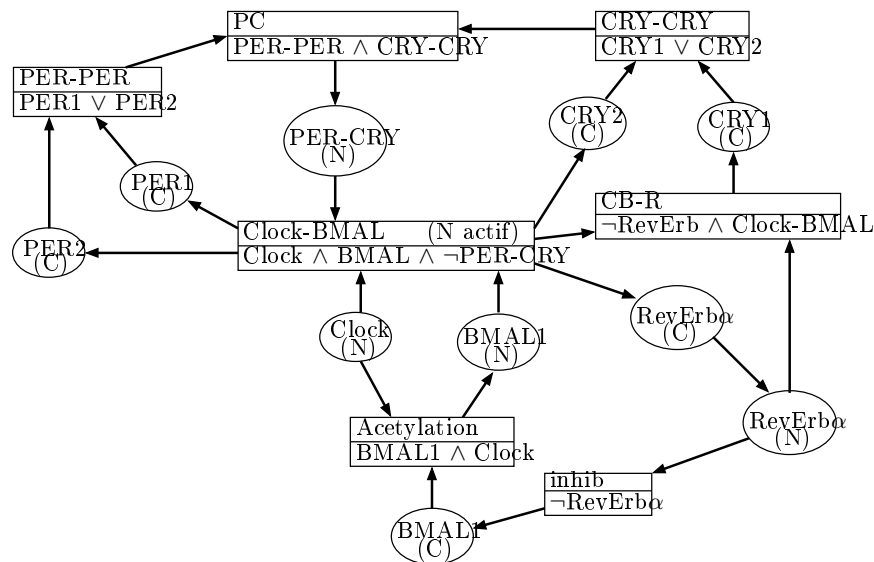 PC
PER-PER ∧ CRY-CRY
CRY-CRY
CRY1 ∨ CRY2
PER-PER
PER1 ∨ PER2
PER-CRY
(N)
CRY2
(C)
CRY1
(C)
PER1
(C)
CB-R
¬RevErb ∧ Clock-BMAL
Clock-BMAL (N actif)
Clock ∧ BMAL ∧ ¬PER-CRY
PER2
(C)
RevErbα
(C)
Clock
(N)
BMAL1
(N)
RevErbα
(N)
Acetylation
BMAL1 ∧ Clock
inhib
¬RevErbα
BMAL1
(C)